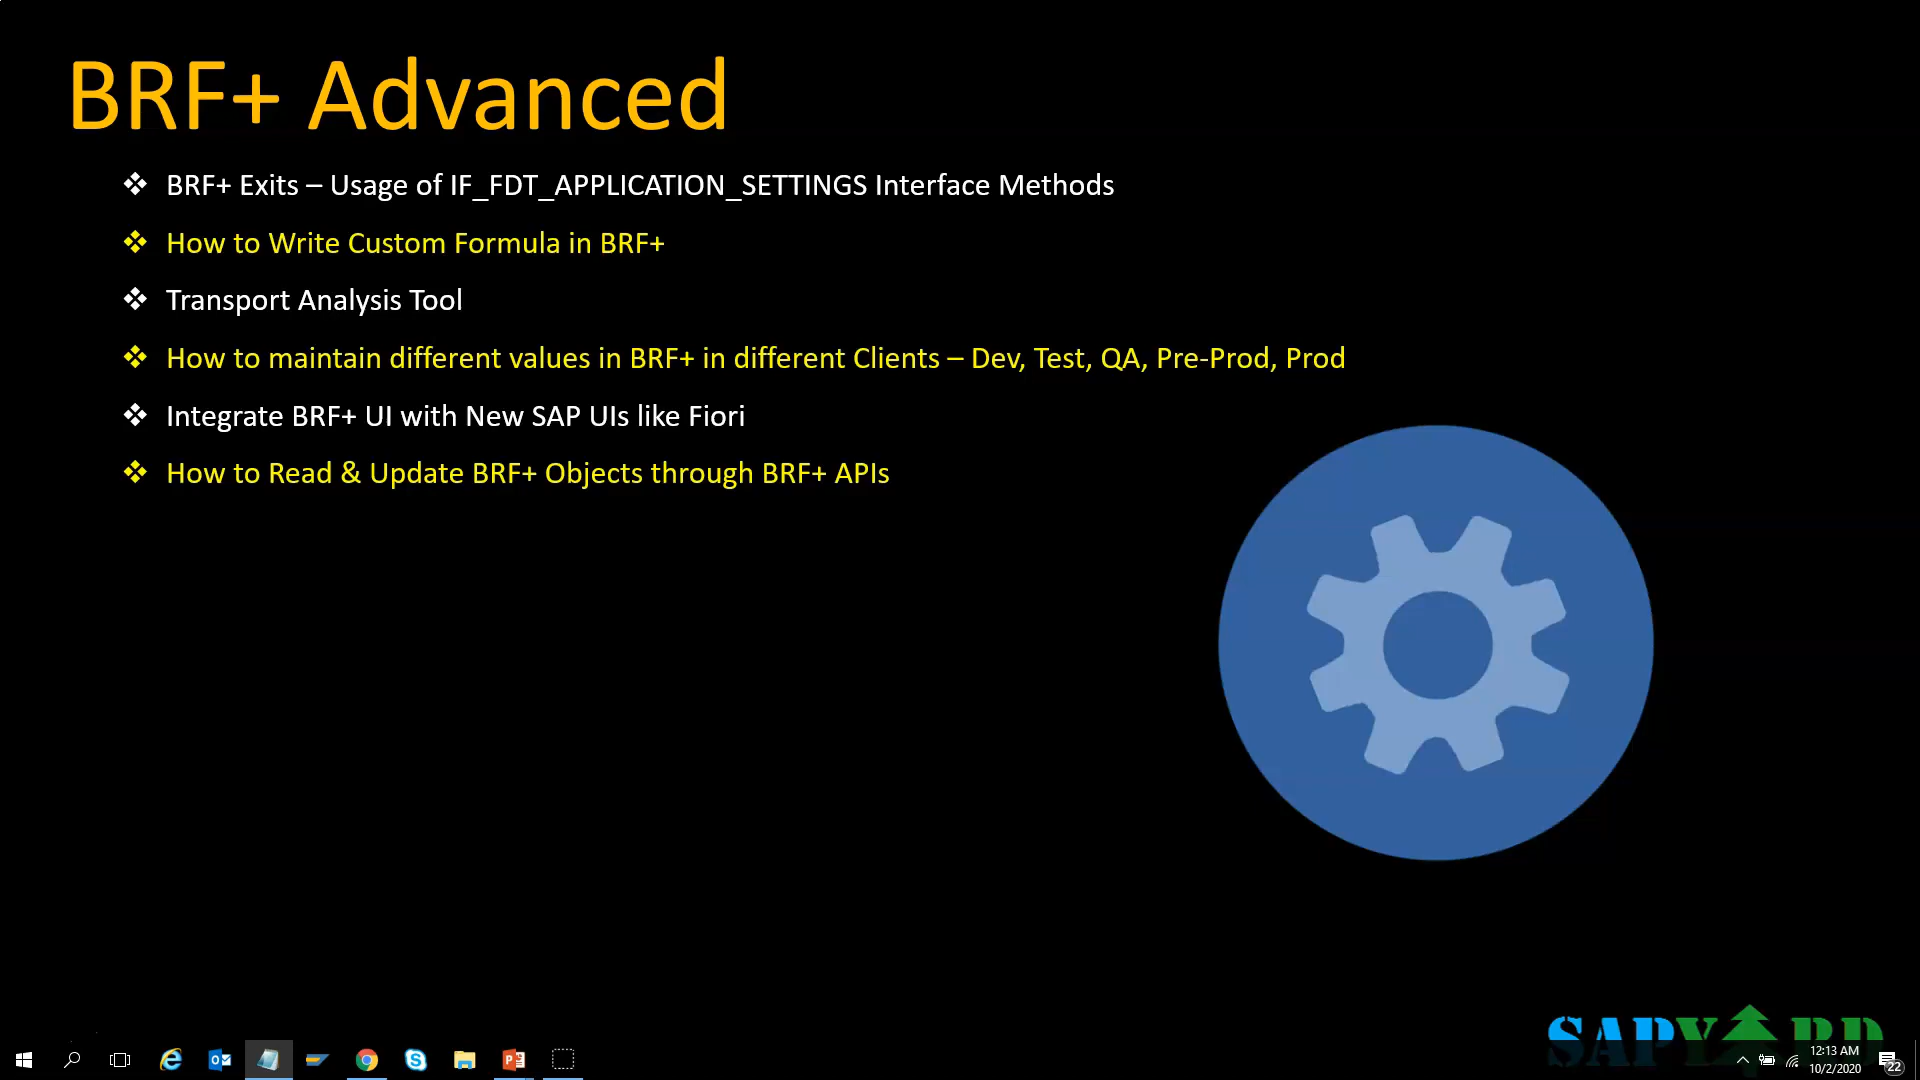 BRF+ Advanced
BRF+ Exits – Usage of IF_FDT_APPLICATION_SETTINGS Interface Methods
How to Write Custom Formula in BRF+
Transport Analysis Tool
How to maintain different values in BRF+ in different Clients – Dev, Test, QA, Pre-Prod, Prod
Integrate BRF+ UI with New SAP UIs like Fiori
How to Read & Update BRF+ Objects through BRF+ APIs
SAPYARD
12:13 AM
10/2/2020
22